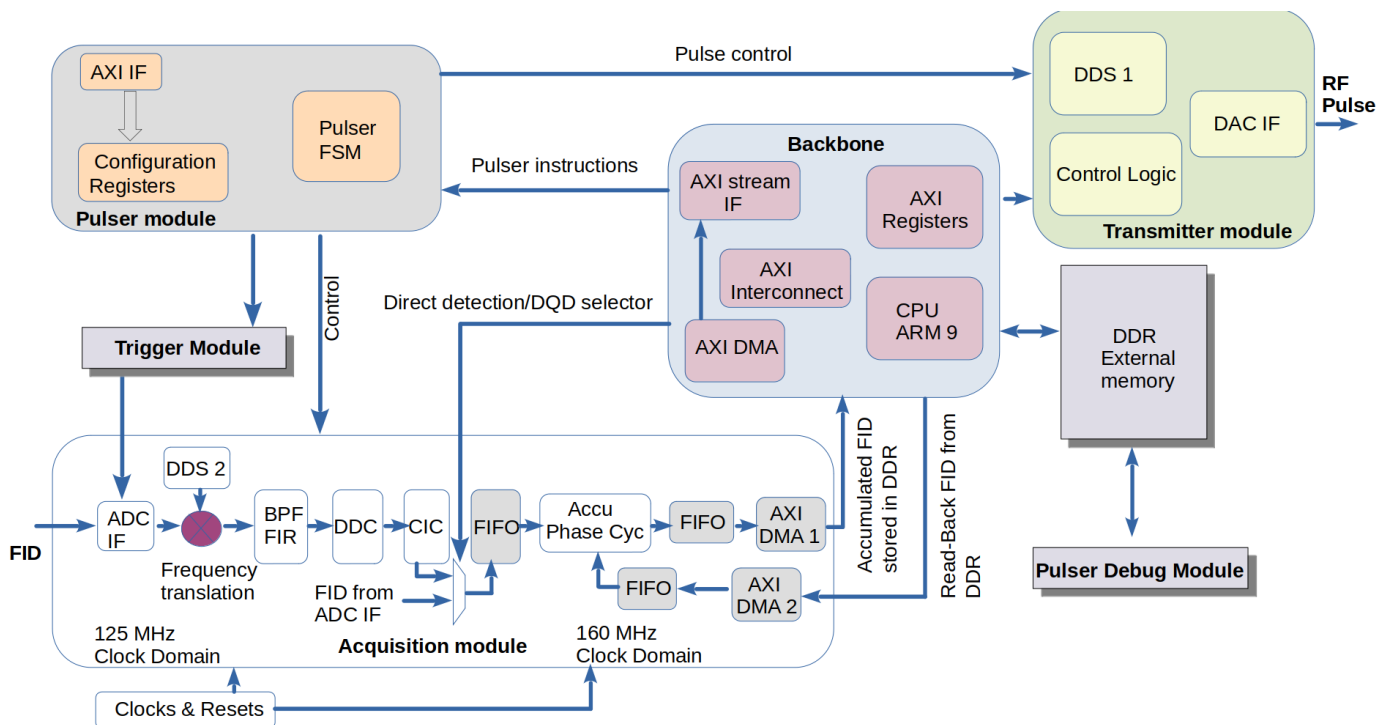 Pulse control
AXI IF
Configuration
Registers
Pulser
FSM
Pulser module
Pulser instructions
DDS 1
DAC IF
Control Logic
Transmitter module
RF
Pulse
Backbone
AXI stream
IF
AXI
Registers
AXI
Interconnect
CPU
ARM 9
AXI DMA
Control
Direct detection/DQD selector
Trigger Module
DDR
External
memory
Pulser Debug Module
Accumulated FID
stored in DDR
Read-Back FID from
DDR
FID
ADC
IF
DDS 2
Frequency
translation
BPF
FIR
DDC
CIC
FIFO
Accu
Phase Cyc
FIFO
AXI
DMA 1
FIFO
AXI
DMA 2
FID from
ADC IF
125 MHz
Clock Domain
Acquisition module
160 MHz
Clock Domain
Clocks & Resets